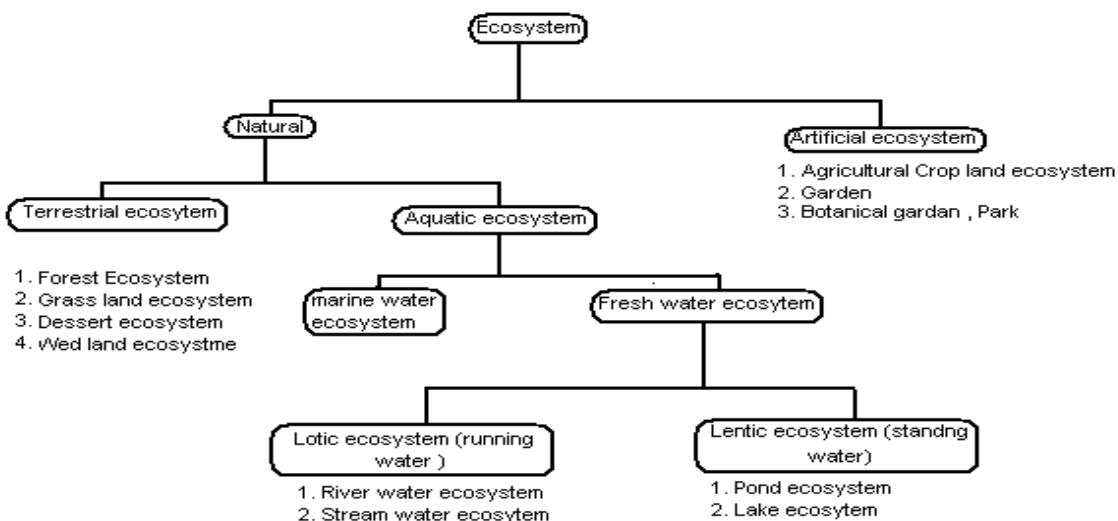 Ecosystem
Natural
Artificial ecosystem
1. Agricultural Crop land ecosystem
2. Garden
3. Botanical gardan , Park
Terrestrial ecosytem
Aquatic ecosystem
1. Forest Ecosystem
2. Grass land ecosystem
3. Dessert ecosystem
4. Wed land ecosystme
marine water
ecosystem
Fresh water ecosytem
Lotic ecosystem (running
water )
1. River water ecosystem
2. Stream water ecosytem
Lentic ecosystem (standng
water)
1. Pond ecosystem
2. Lake ecosytem